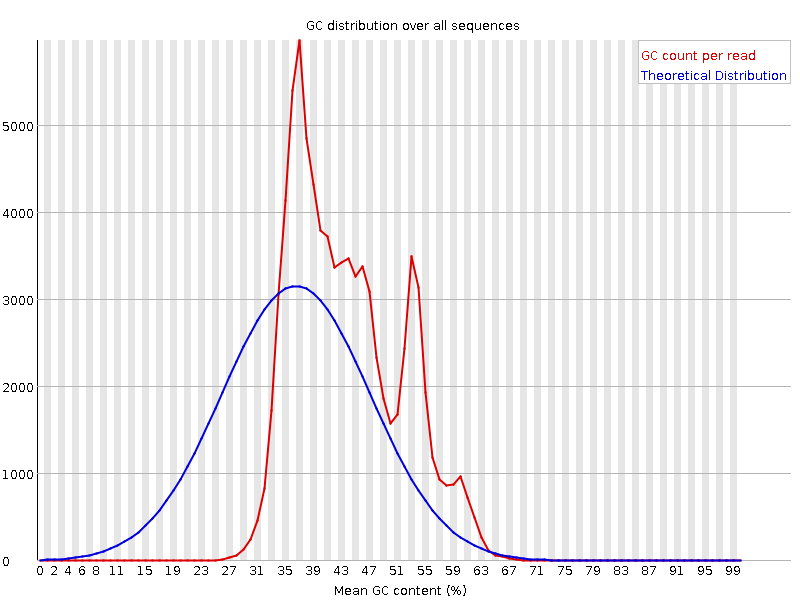 GC distribution over all sequences
GC count per read
Theoretical Distribution
5000
4000
3000
2000
1000
0
0 2 4 6 8 11 15 19 23 27 31 35 39 43 47 51 55 59 63 67 71 75 79 83 87 91 95 99
Mean GC content (%)